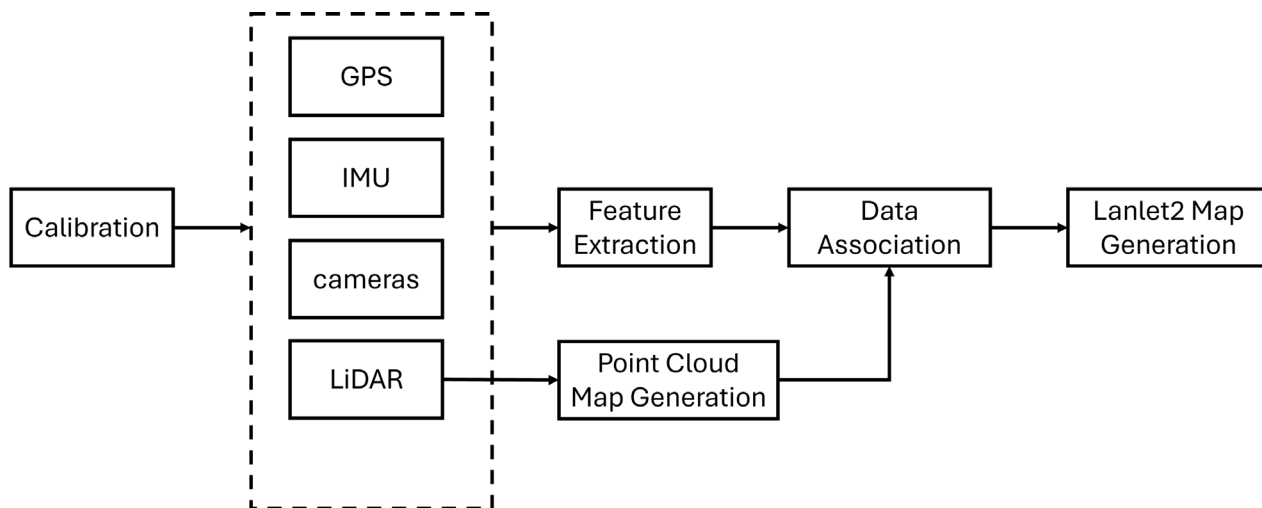 GPS
IMU
cameras
LiDAR
Calibration
Feature
Extraction
Data
Association
Lanlet2 Map
Generation
Point Cloud
Map Generation